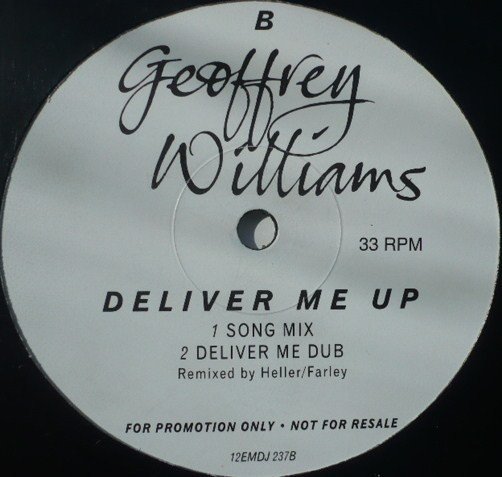 B
Geoffrey
Williams
33 RPM
DELIVER ME UP
1 SONG MIX
2 DELIVER ME DUB
Remixed by Heller/Farley
FOR PROMOTION ONLY • NOT FOR RESALE
12EMDJ 237B